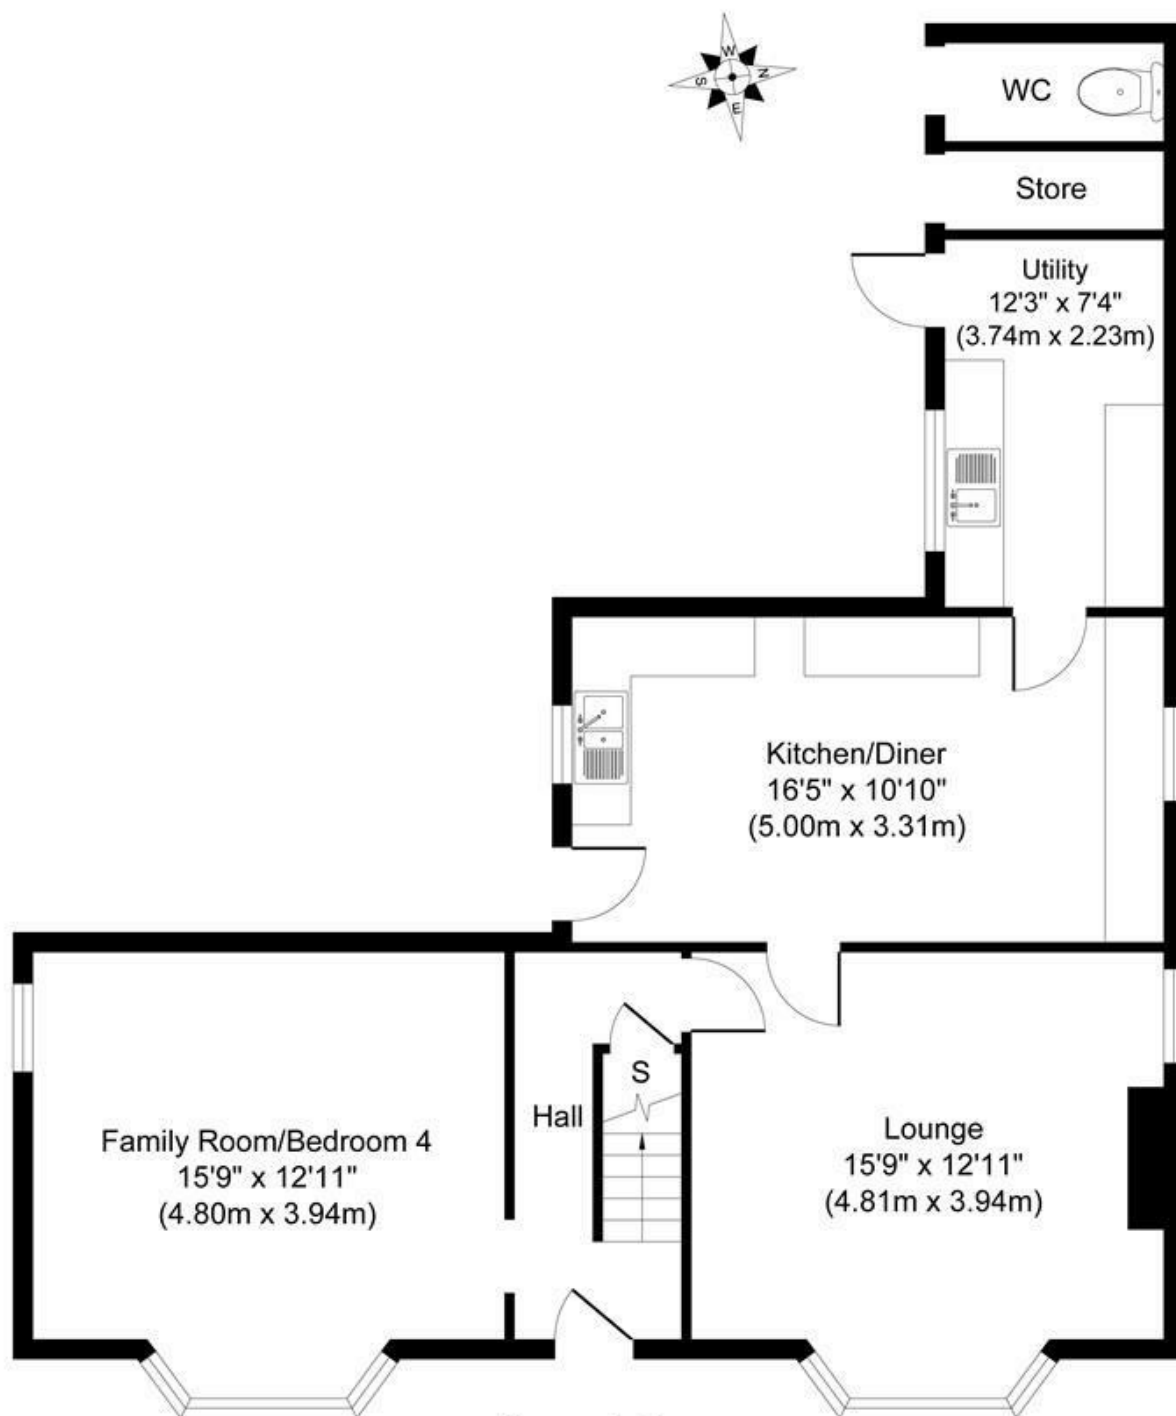 W
N
S
E
WC
Store
Utility
12'3" x 7'4"
(3.74m x 2.23m)
Kitchen/Diner
16'5" x 10'10"
(5.00m x 3.31m)
S
Hall
Family Room/Bedroom 4
15'9" x 12'11"
(4.80m x 3.94m)
Lounge
15'9" x 12'11"
(4.81m x 3.94m)